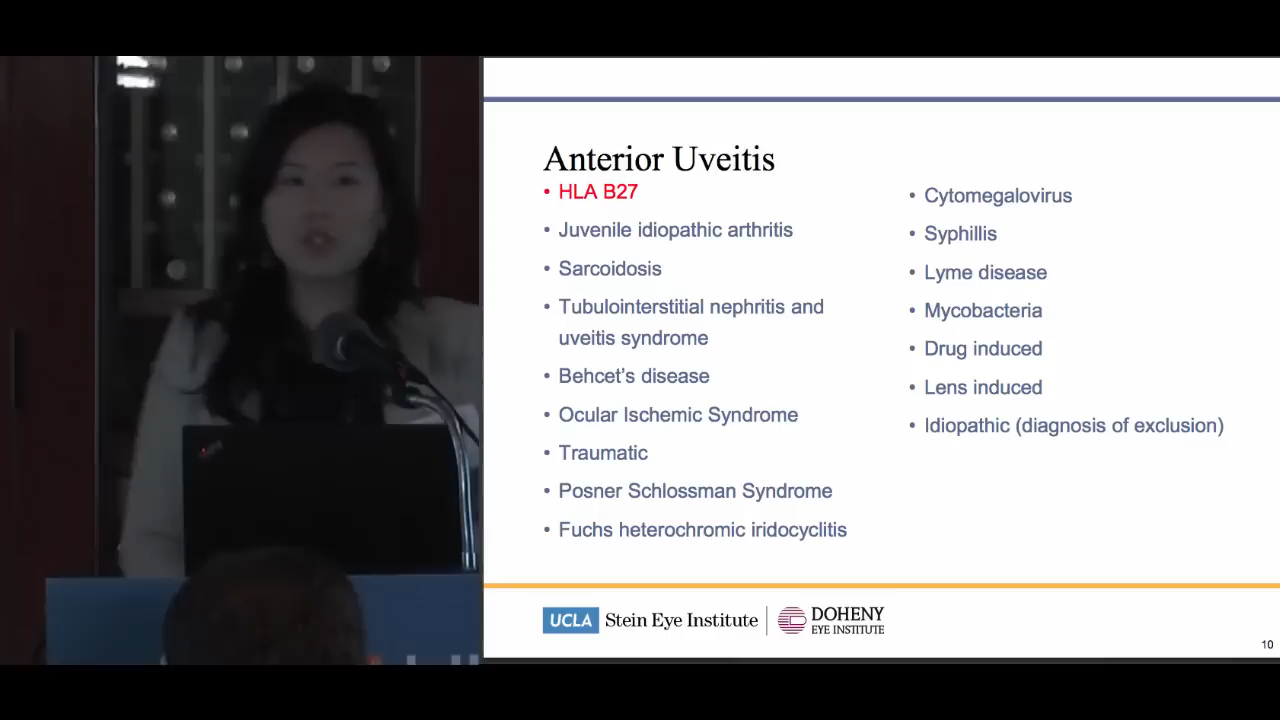 Anterior Uveitis
• HLA B27
• Juvenile idiopathic arthritis
• Sarcoidosis
• Tubulointerstitial nephritis and
uveitis syndrome
• Behcet’s disease
• Ocular Ischemic Syndrome
• Traumatic
• Posner Schlossman Syndrome
• Fuchs heterochromic iridocyclitis
• Cytomegalovirus
• Syphillis
• Lyme disease
• Mycobacteria
• Drug induced
• Lens induced
• Idiopathic (diagnosis of exclusion)
UCLA Stein Eye Institute
DOHENY
EYE INSTITUTE
10